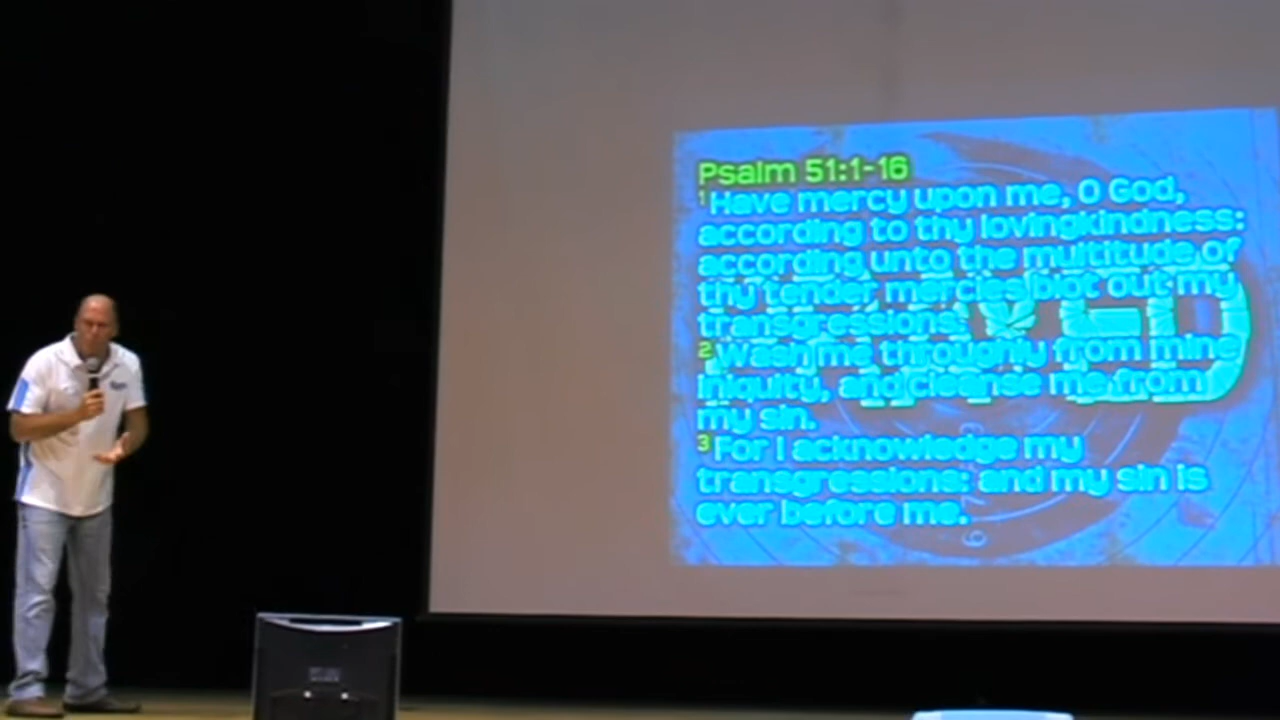 Psalm 51:1-16
1 Have mercy upon me, O God,
according to thy lovingkindness:
according unto the multitude of
thy tender mercies blot out my
transgressions.
2 Wash me throughly from mine
iniquity, and cleanse me from
my sin.
3 For I acknowledge my
transgressions: and my sin is
ever before me.